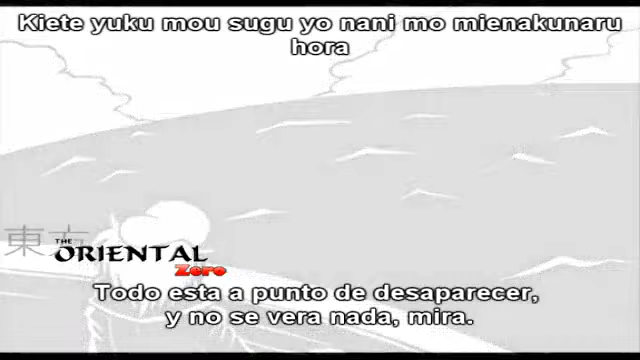 Kiete yuku mou sugu yo nani mo mienakunaru
hora
東方
THE
ORIENTAL
Zero
Todo esta a punto de desaparecer,
y no se vera nada, mira.